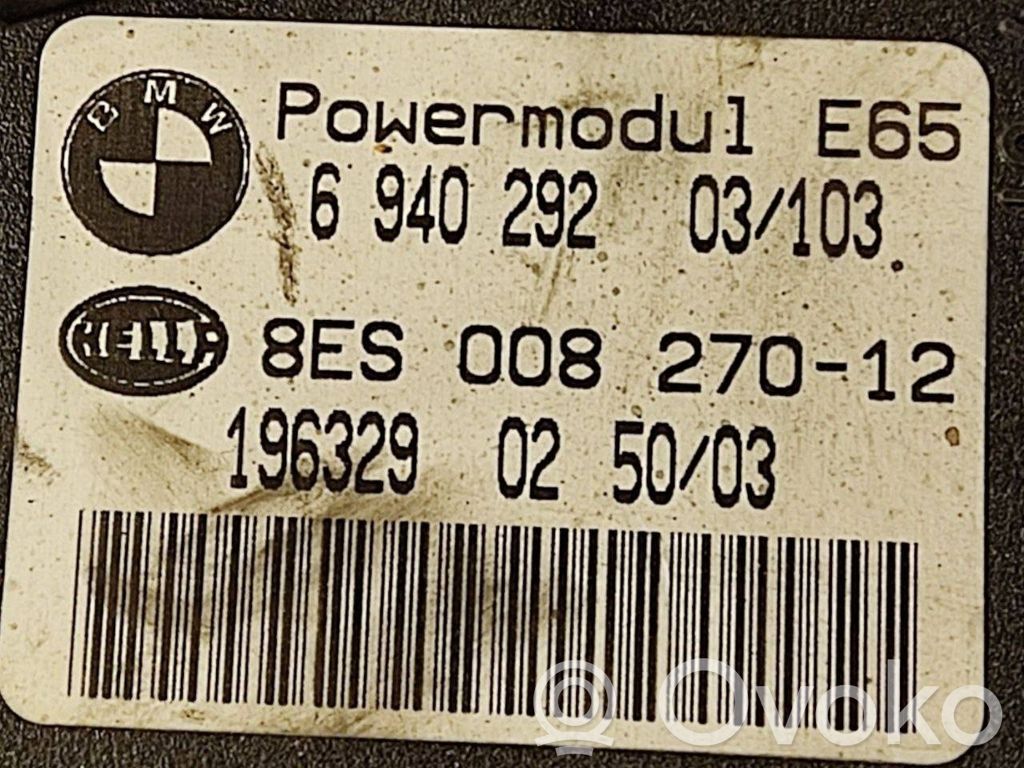 BMW
Powermodul E65
6 940 292 03/103
HELLA
8ES 008 270-12
196329 02 50/03
Ovoko